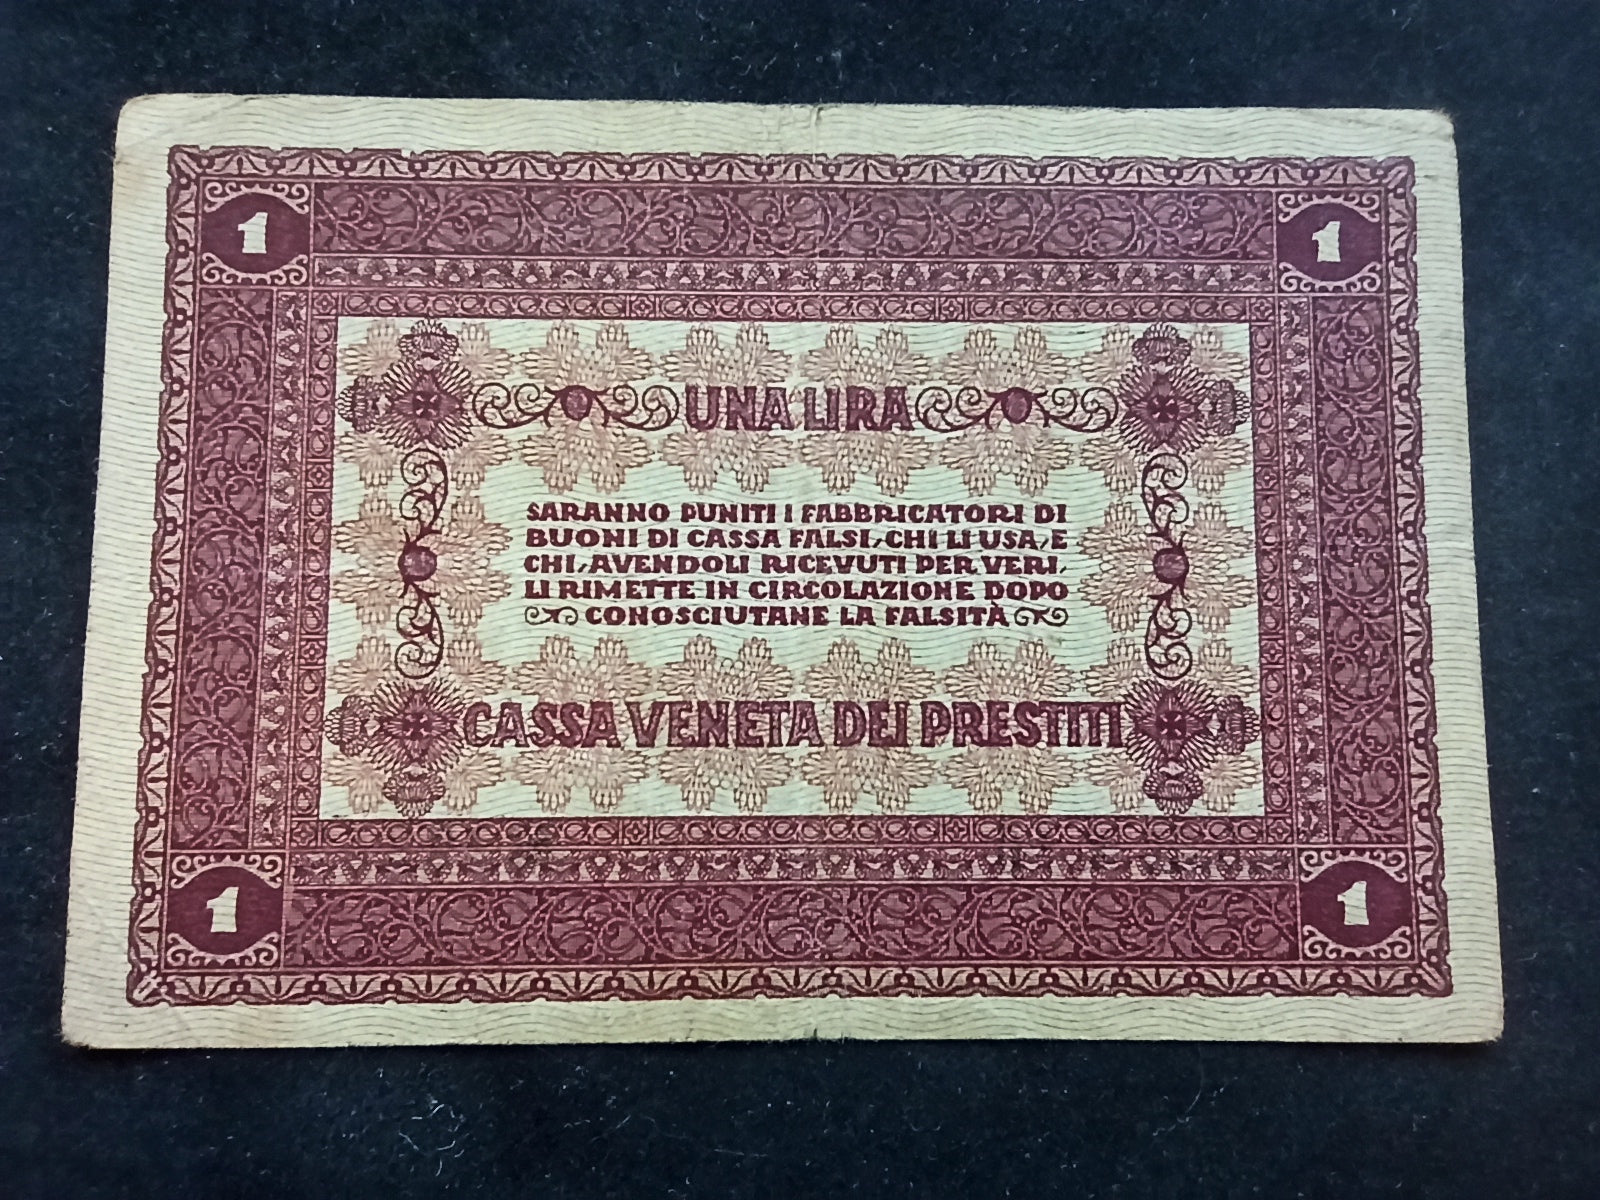 1 1
UNA LIRA
SARANNO PUNITI I FABBRICATORI DI
BUONI DI CASSA FALSI, CHI LI USA, E
CHI, AVENDOLI RICEVUTI PER VERI,
LI RIMETTE IN CIRCOLAZIONE DOPO
CONOSCIUTANE LA FALSITÀ
CASSA VENETA DEI PRESTITI
1 1